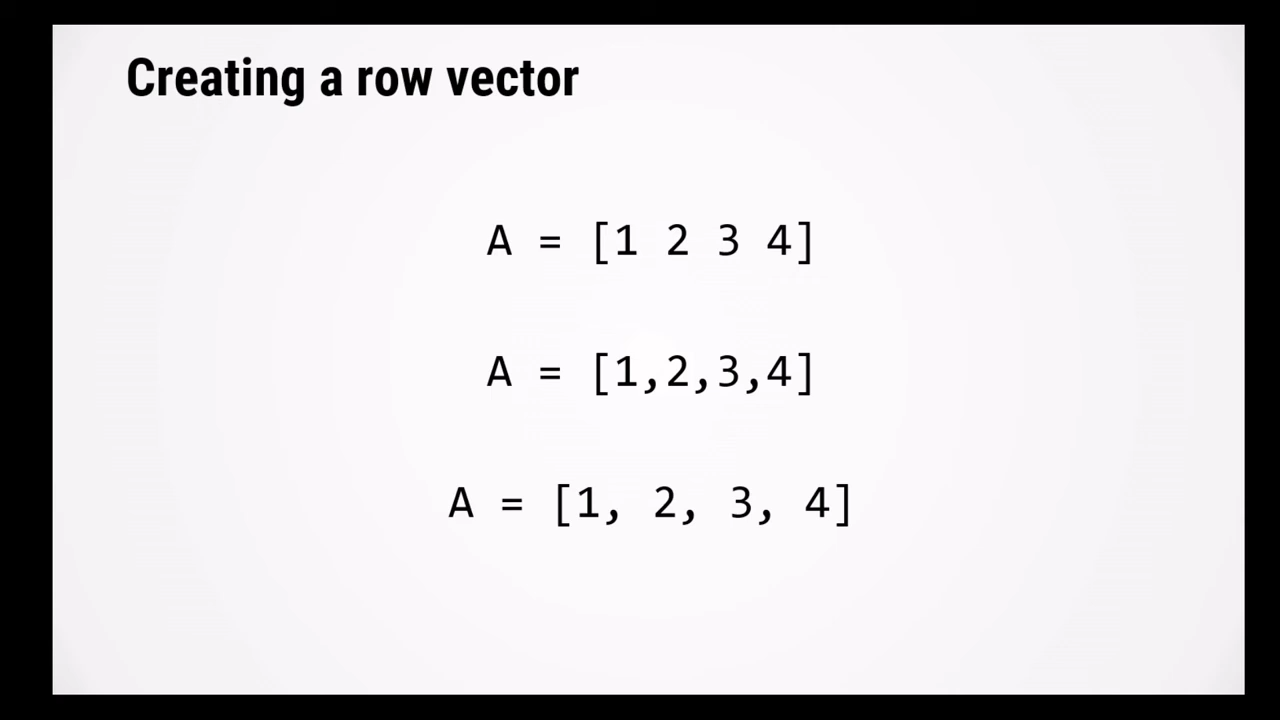 Creating a row vector
A = [1 2 3 4]
A = [1,2,3,4]
A = [1, 2, 3, 4]